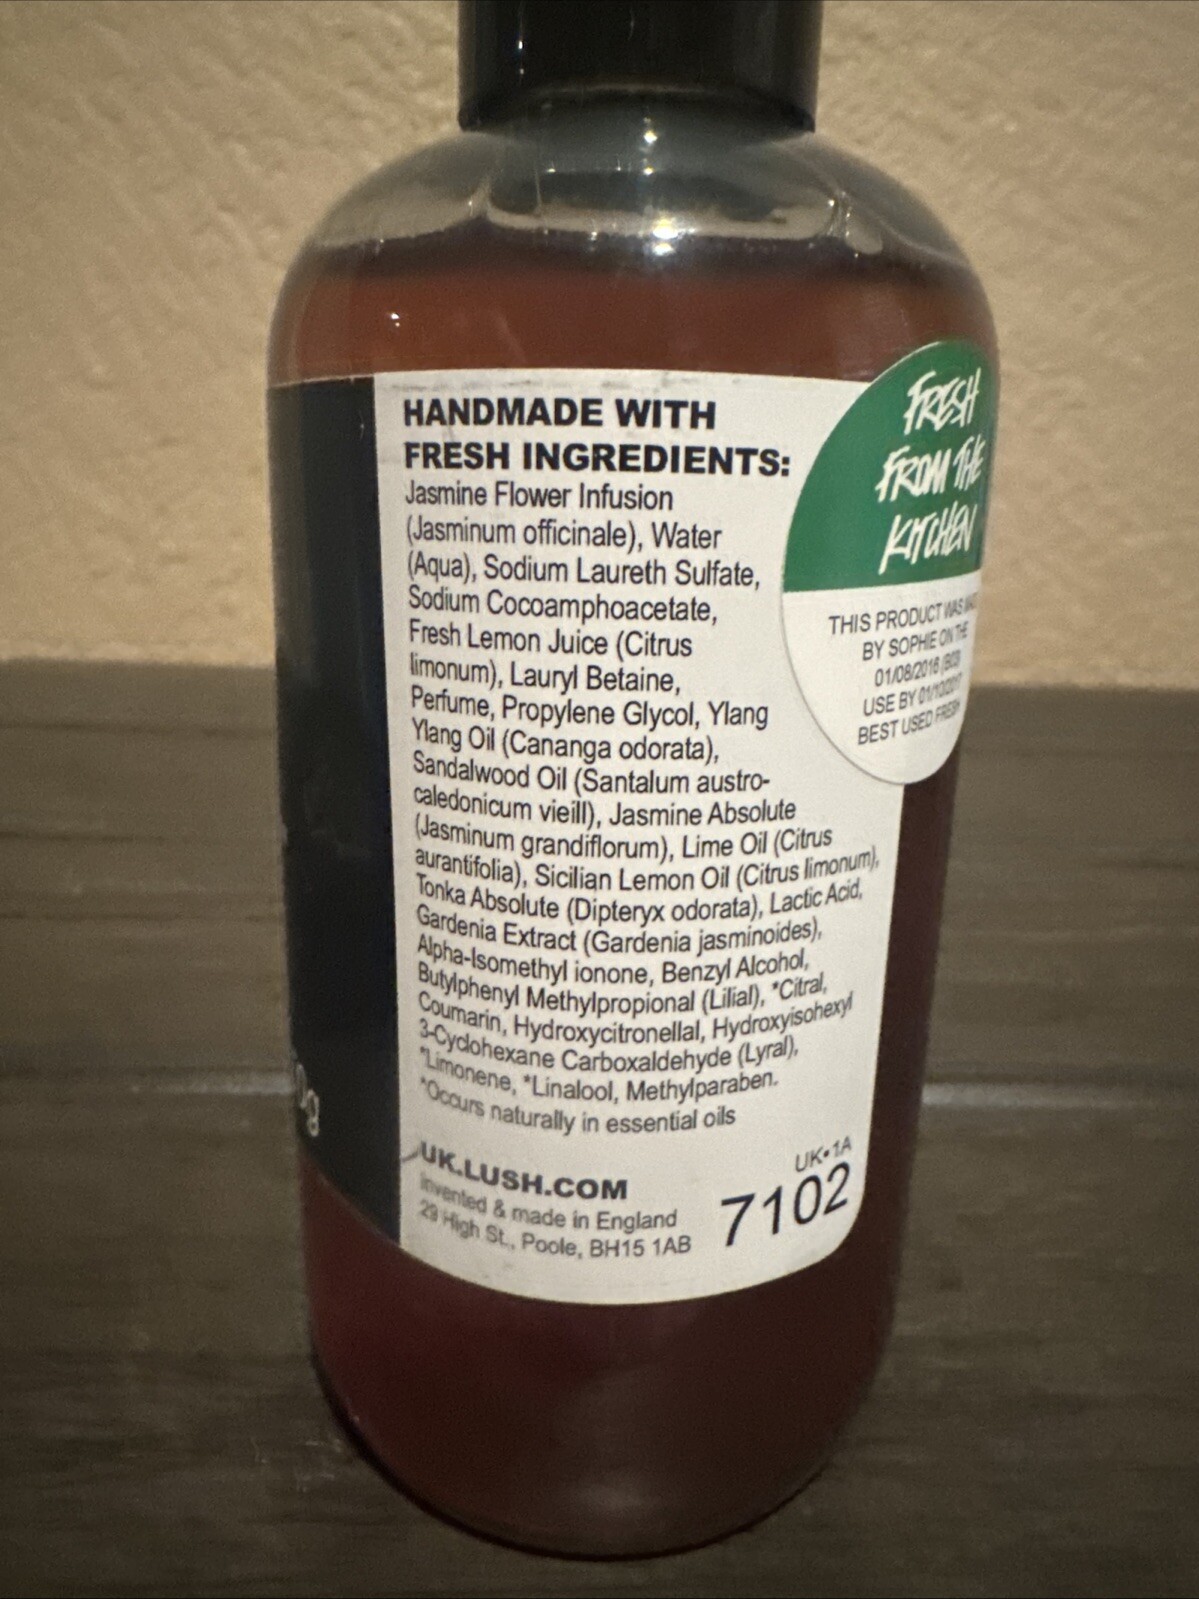 HANDMADE WITH
FRESH INGREDIENTS:
Jasmine Flower Infusion
(Jasminum officinale), Water
(Aqua), Sodium Laureth Sulfate,
Sodium Cocoamphoacetate,
Fresh Lemon Juice (Citrus
limonum), Lauryl Betaine,
Perfume, Propylene Glycol, Ylang
Ylang Oil (Cananga odorata),
Sandalwood Oil (Santalum austro-
caledonicum vieill), Jasmine Absolute
(Jasminum grandiflorum), Lime Oil (Citrus
aurantifolia), Sicilian Lemon Oil (Citrus limonum),
Tonka Absolute (Dipteryx odorata), Lactic Acid,
Gardenia Extract (Gardenia jasminoides),
Alpha-Isomethyl ionone, Benzyl Alcohol,
Butylphenyl Methylpropional (Lilial), *Citral,
Coumarin, Hydroxycitronellal, Hydroxyisohexyl
3-Cyclohexane Carboxaldehyde (Lyral),
*Limonene, *Linalool, Methylparaben.
*Occurs naturally in essential oils
UK.LUSH.COM
Invented & made in England
29 High St., Poole, BH15 1AB
UK•1A
7102
FRESH
FROM THE
KITCHEN
THIS PRODUCT WAS
BY SOPHIE ON THE
01/08/2016
USE BY 01/10/2017
BEST USED FRESH